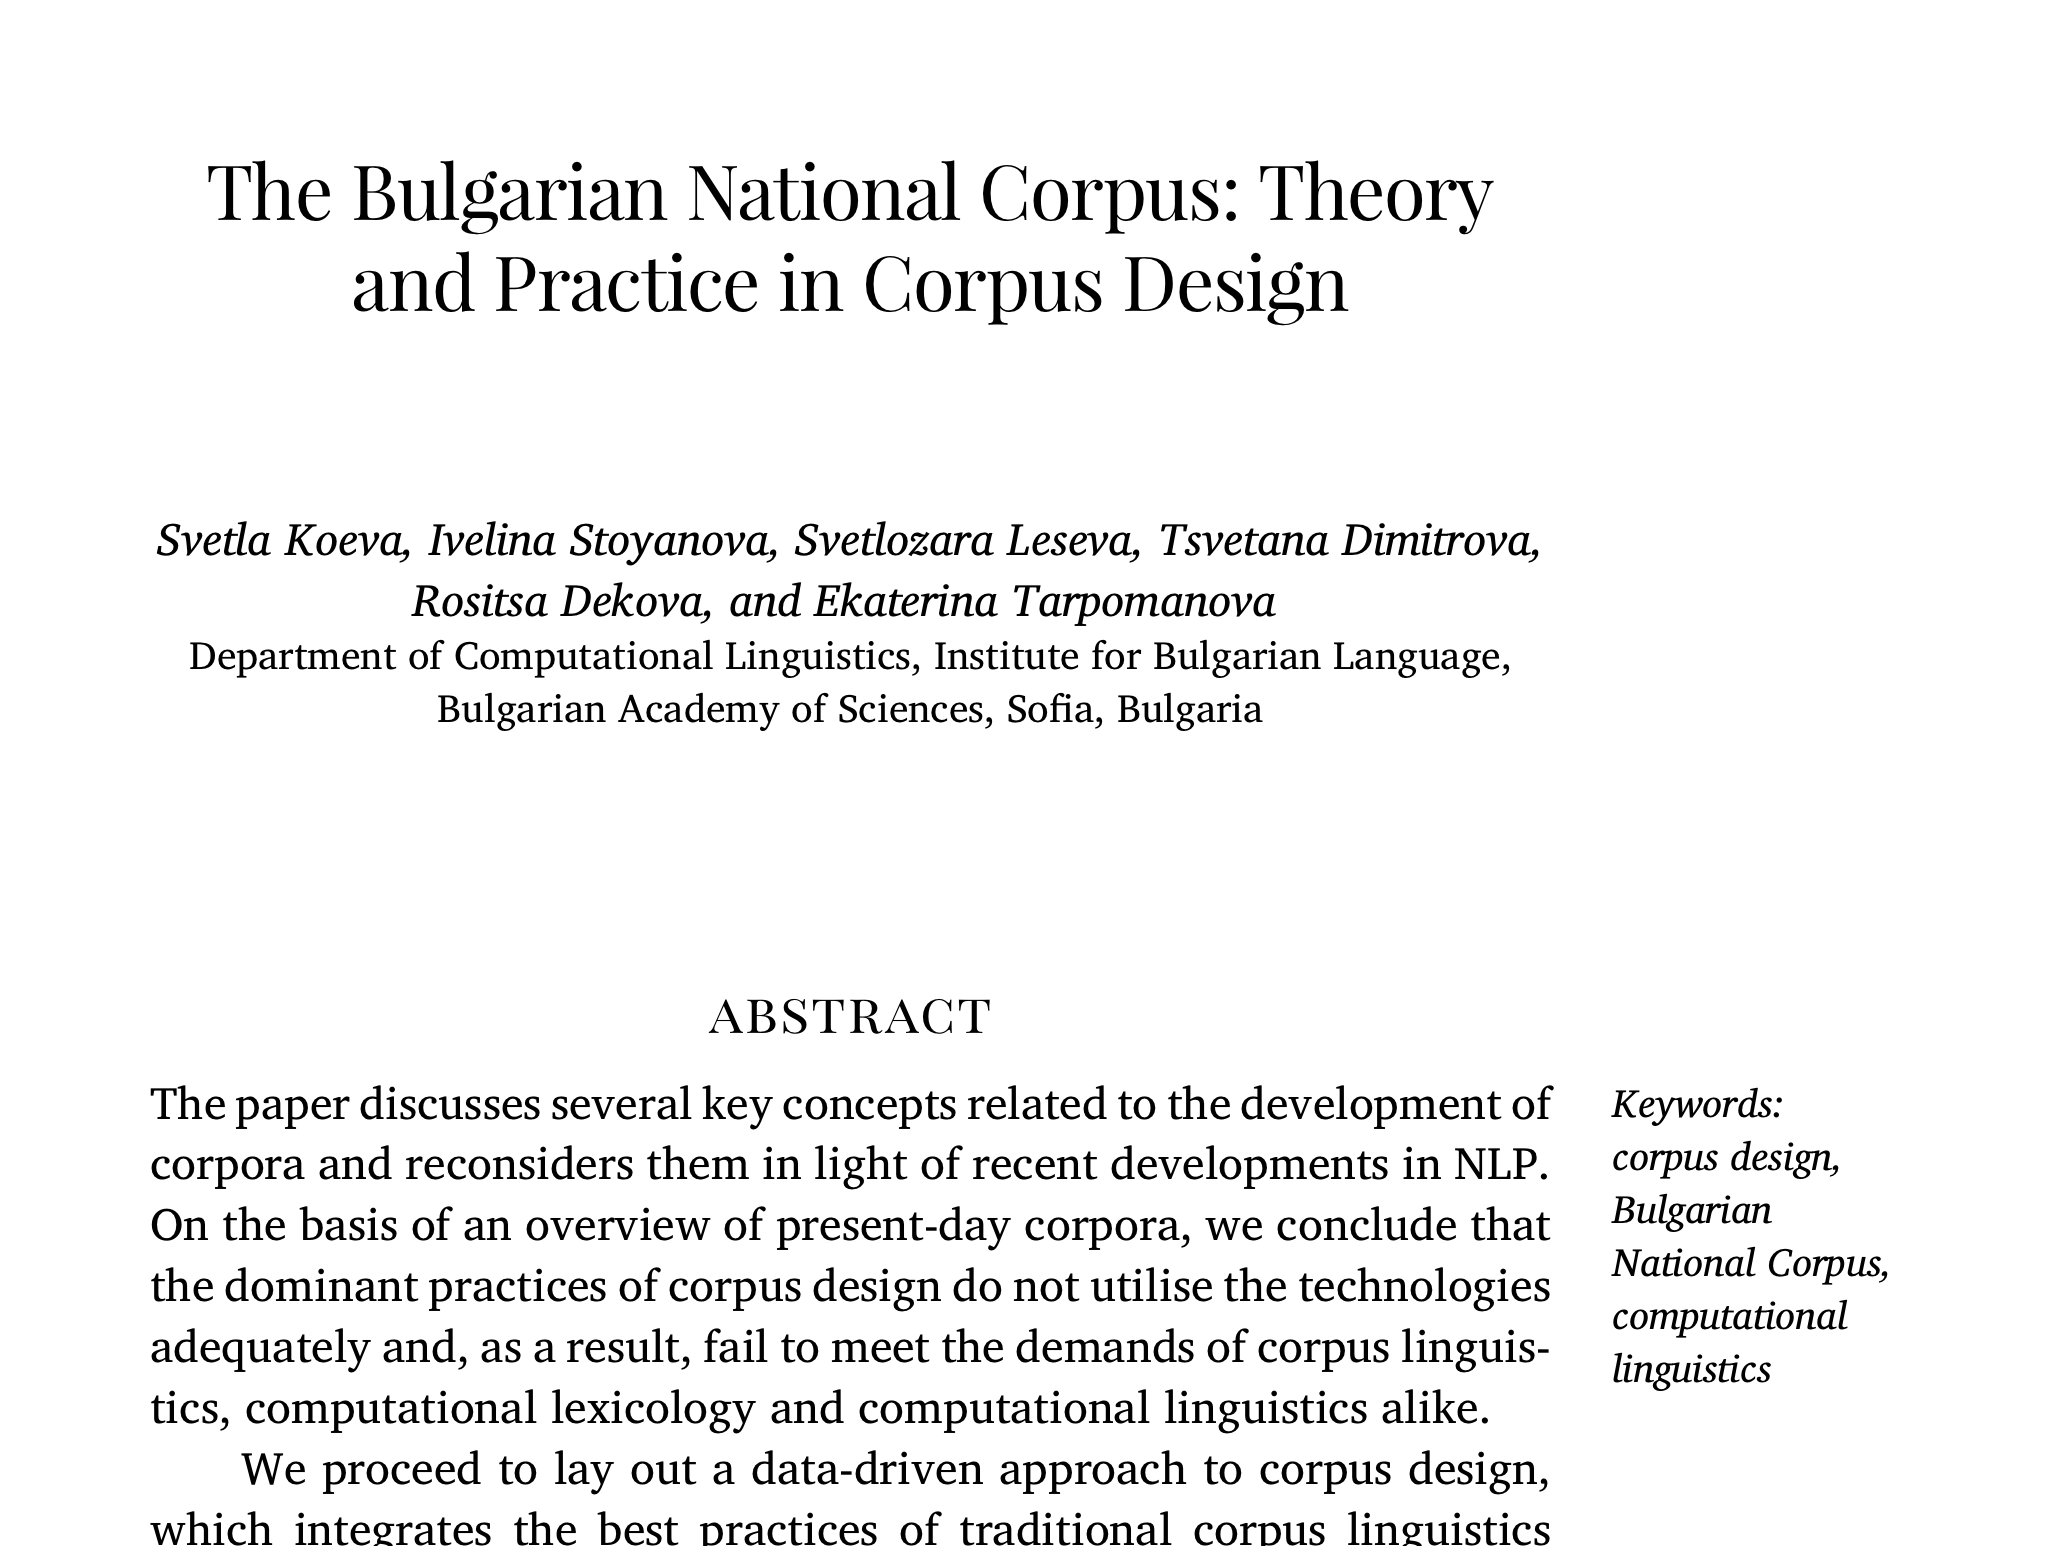 The Bulgarian National Corpus: Theory
and Practice in Corpus Design
Svetla Koeva, Ivelina Stoyanova, Svetlozara Leseva, Tsvetana Dimitrova,
Rositsa Dekova, and Ekaterina Tarpomanova
Department of Computational Linguistics, Institute for Bulgarian Language,
Bulgarian Academy of Sciences, Sofia, Bulgaria
ABSTRACT
The paper discusses several key concepts related to the development of
corpora and reconsiders them in light of recent developments in NLP.
On the basis of an overview of present-day corpora, we conclude that
the dominant practices of corpus design do not utilise the technologies
adequately and, as a result, fail to meet the demands of corpus linguis-
tics, computational lexicology and computational linguistics alike.
We proceed to lay out a data-driven approach to corpus design,
which integrates the best practices of traditional corpus linguistics
Keywords:
corpus design,
Bulgarian
National Corpus,
computational
linguistics